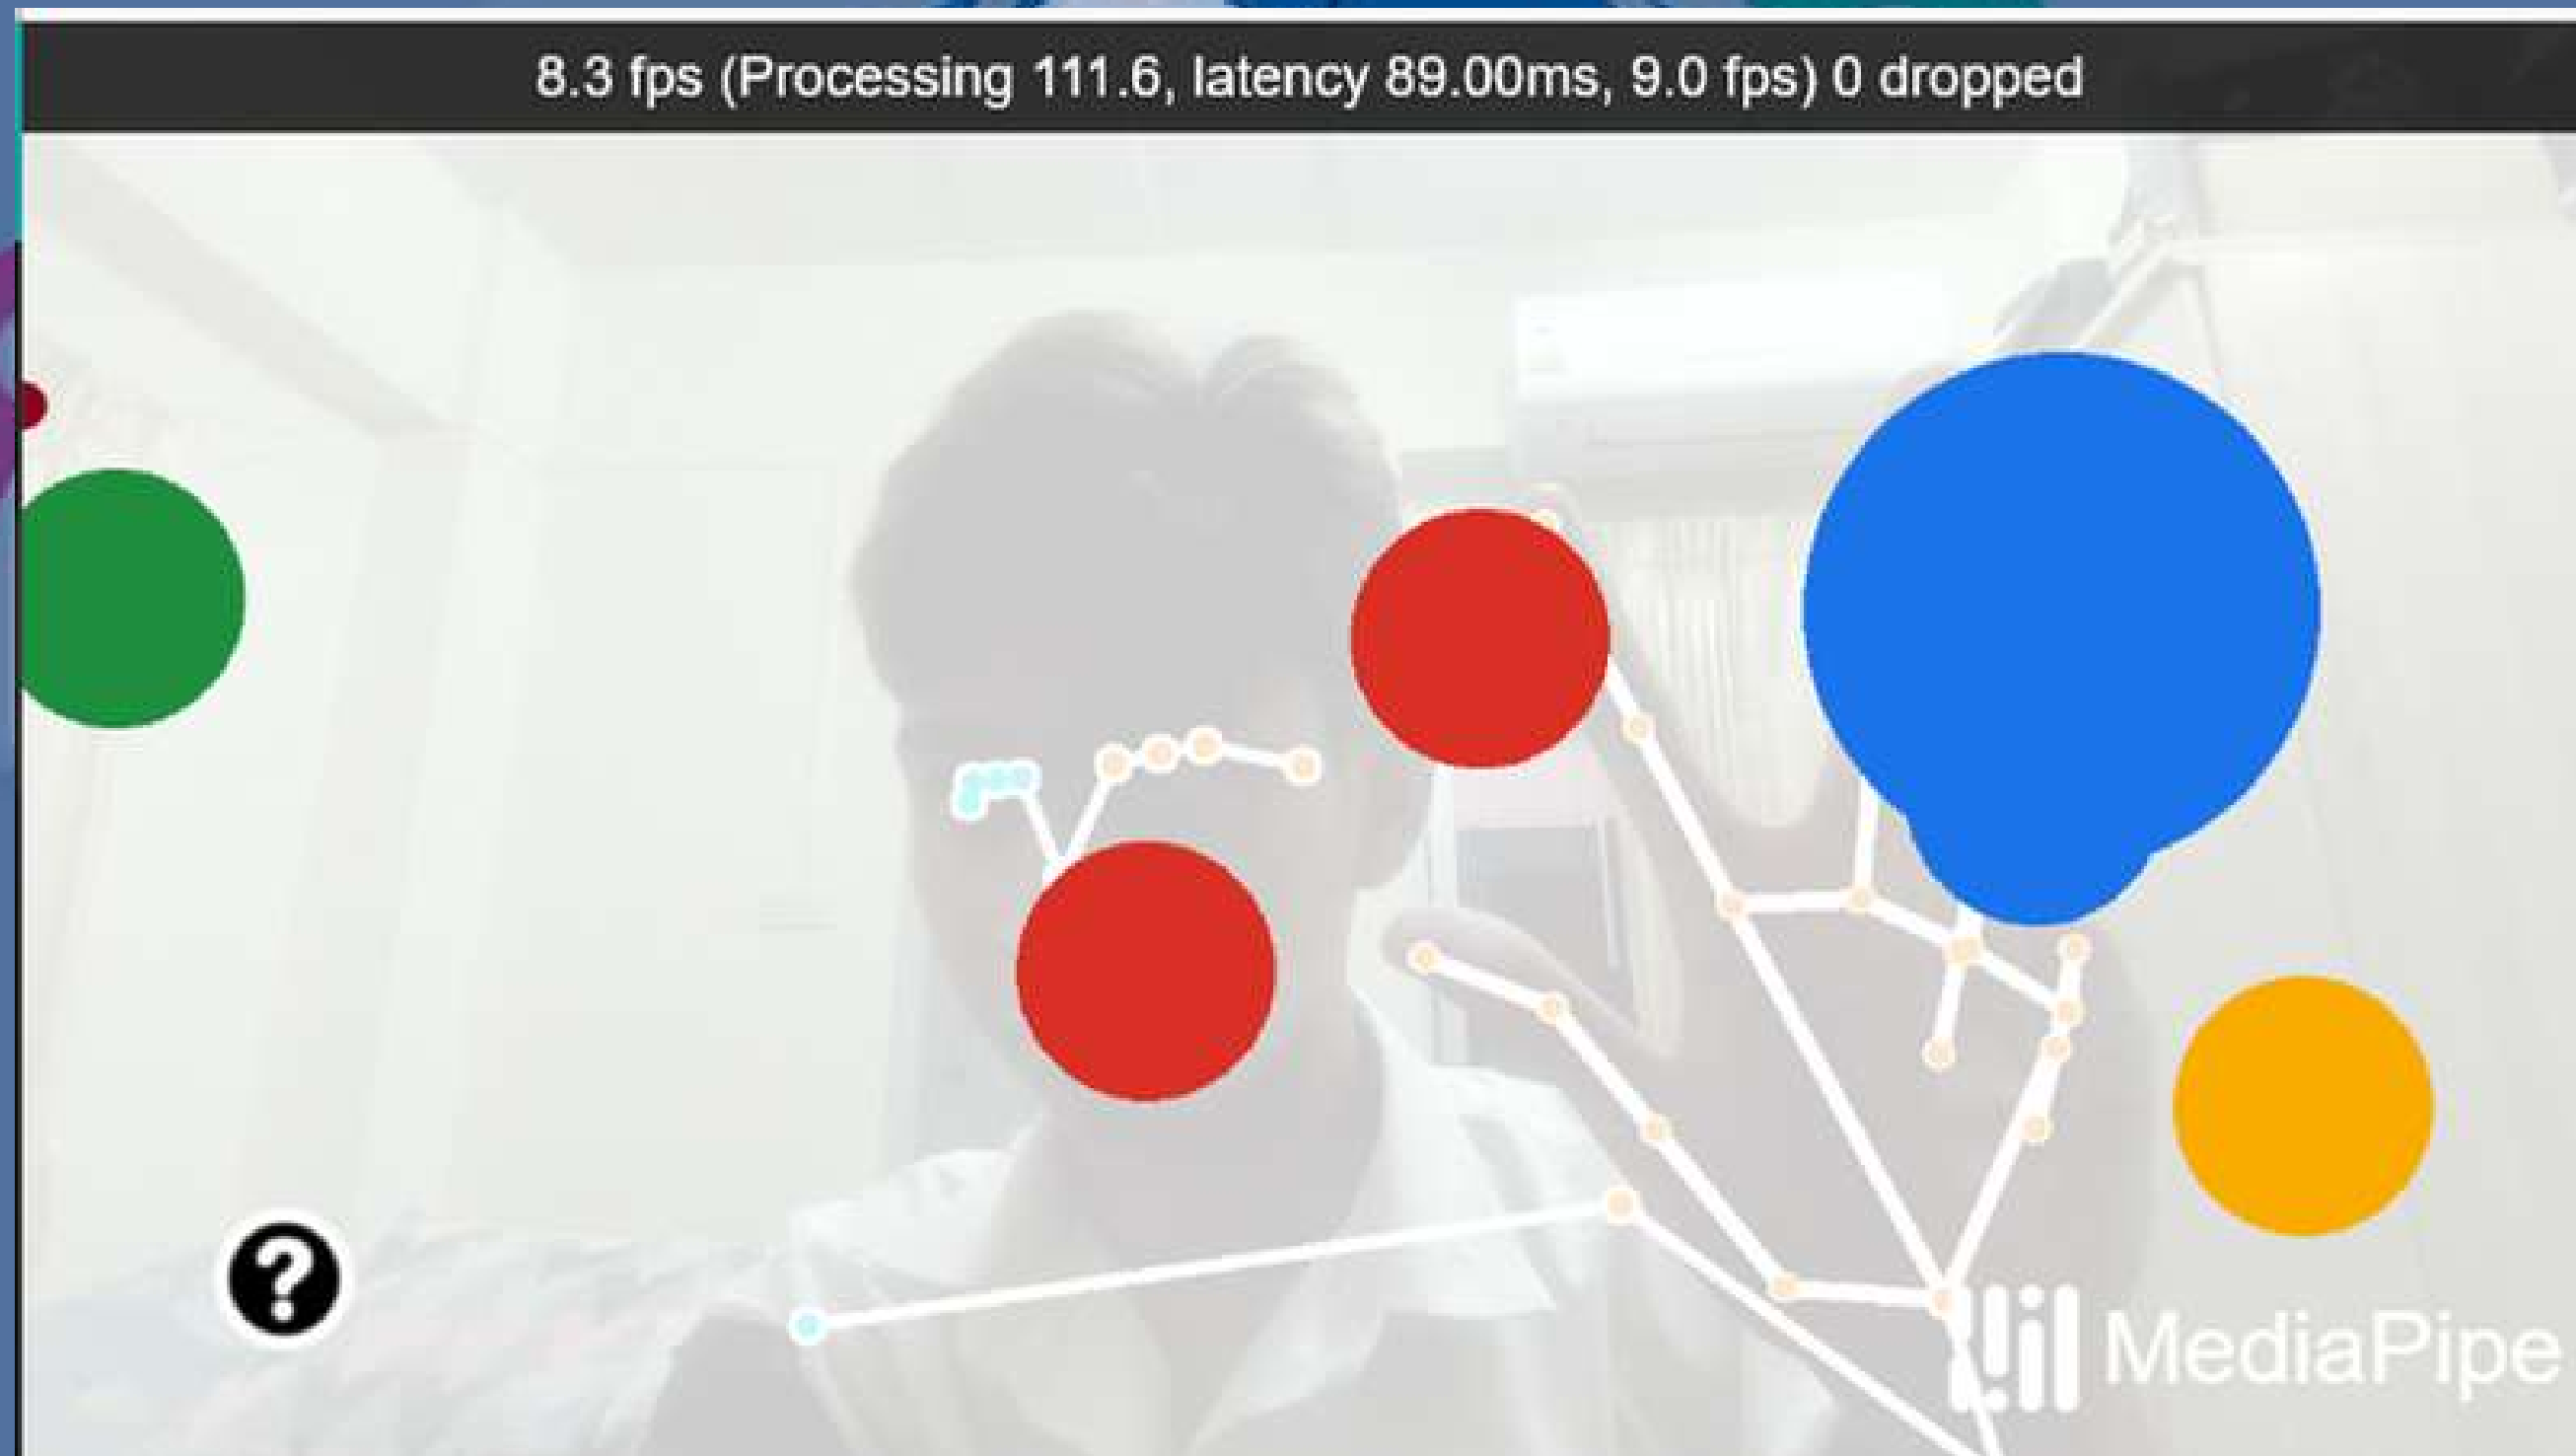 8.3 fps (Processing 111.6, latency 89.00ms, 9.0 fps) 0 dropped
?
MediaPipe